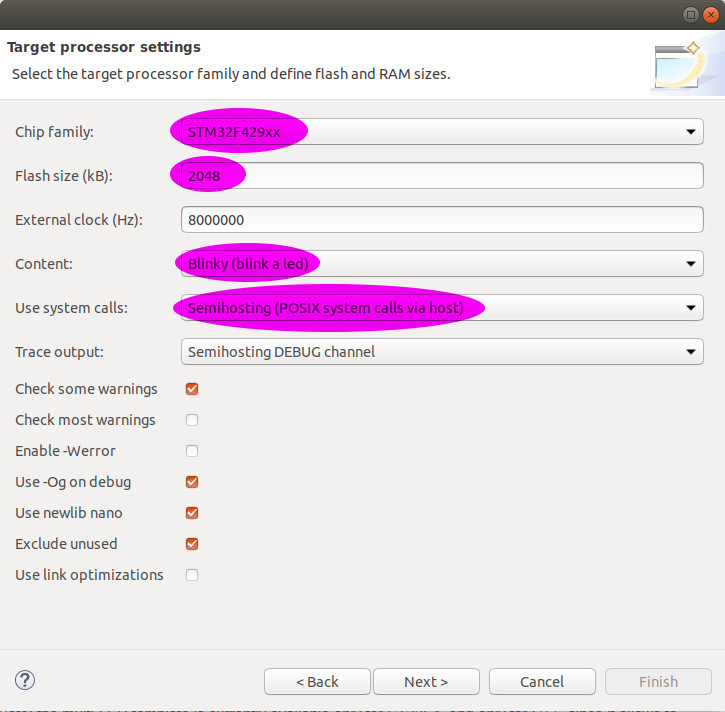 Target processor settings
Select the target processor family and define flash and RAM sizes.
Chip family: STM32F429xx
Flash size (kB): 2048
External clock (Hz): 8000000
Content: Blinky (blink a led)
Use system calls: Semihosting (POSIX system calls via host)
Trace output: Semihosting DEBUG channel
Check some warnings
Check most warnings
Enable -Werror
Use -Og on debug
Use newlib nano
Exclude unused
Use link optimizations
? < Back Next > Cancel Finish